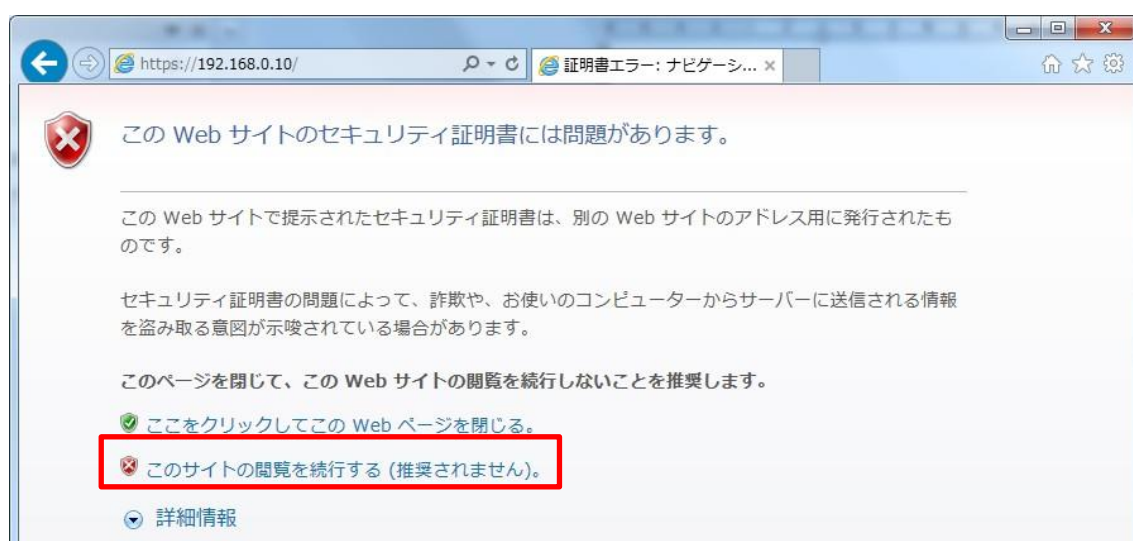 https://192.168.0.10/
証明書エラー: ナビゲーシ...
この Web サイトのセキュリティ証明書には問題があります。
この Web サイトで提示されたセキュリティ証明書は、別の Web サイトのアドレス用に発行されたも
のです。
セキュリティ証明書の問題によって、詐欺や、お使いのコンピューターからサーバーに送信される情報
を盗み取る意図が示唆されている場合があります。
このページを閉じて、この Web サイトの閲覧を続行しないことを推奨します。
ここをクリックしてこの Web ページを閉じる。
このサイトの閲覧を続行する (推奨されません)。
詳細情報